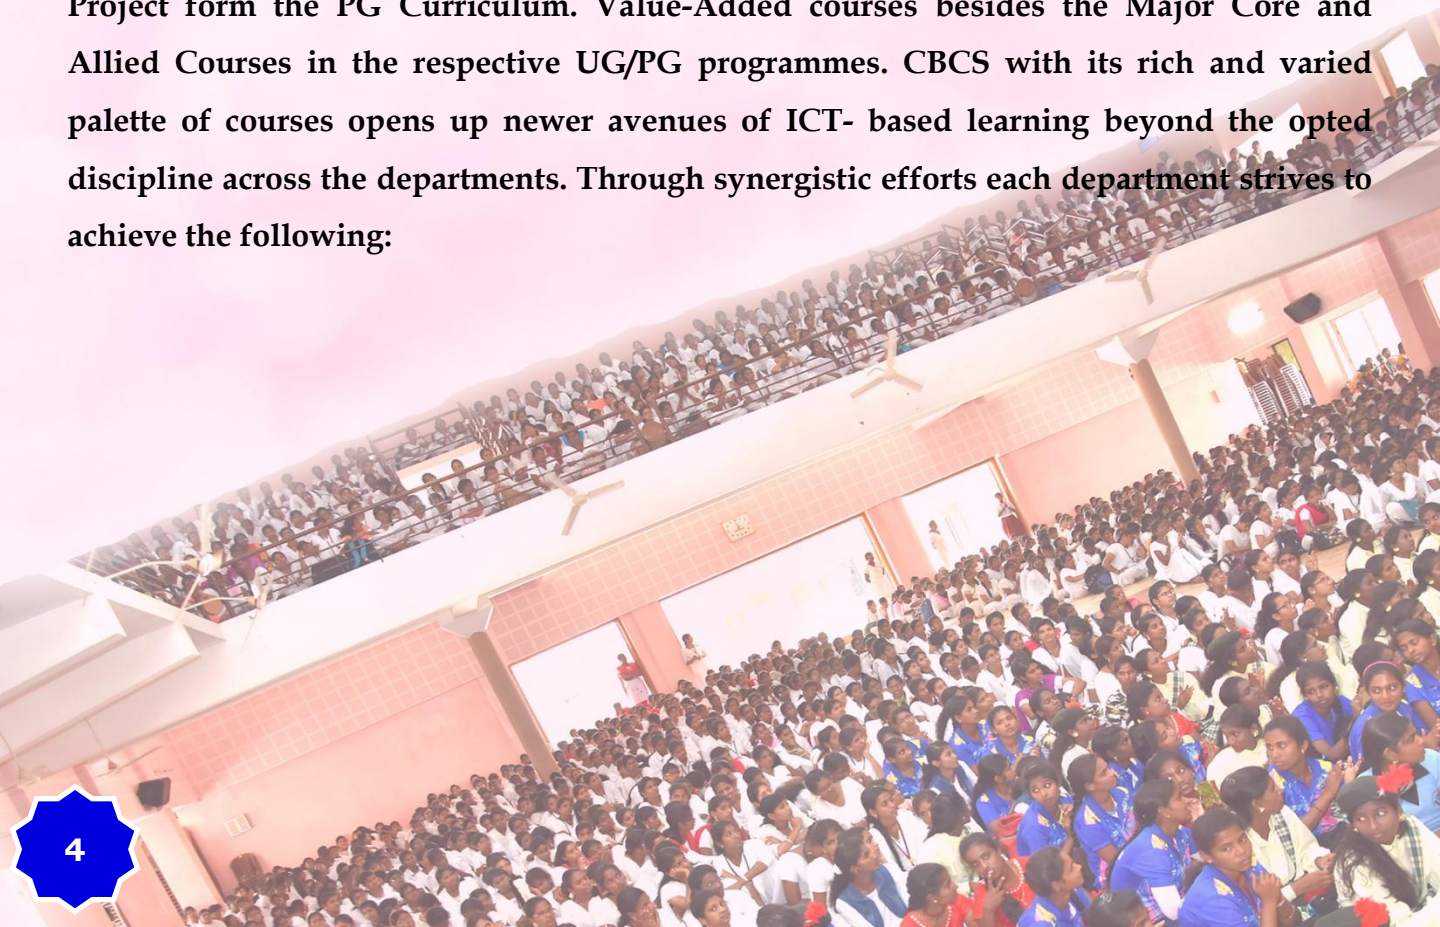 Project form the PG Curriculum. Value-Added courses besides the Major Core and
Allied Courses in the respective UG/PG programmes. CBCS with its rich and varied
palette of courses opens up newer avenues of ICT- based learning beyond the opted
discipline across the departments. Through synergistic efforts each department strives to
achieve the following:
4